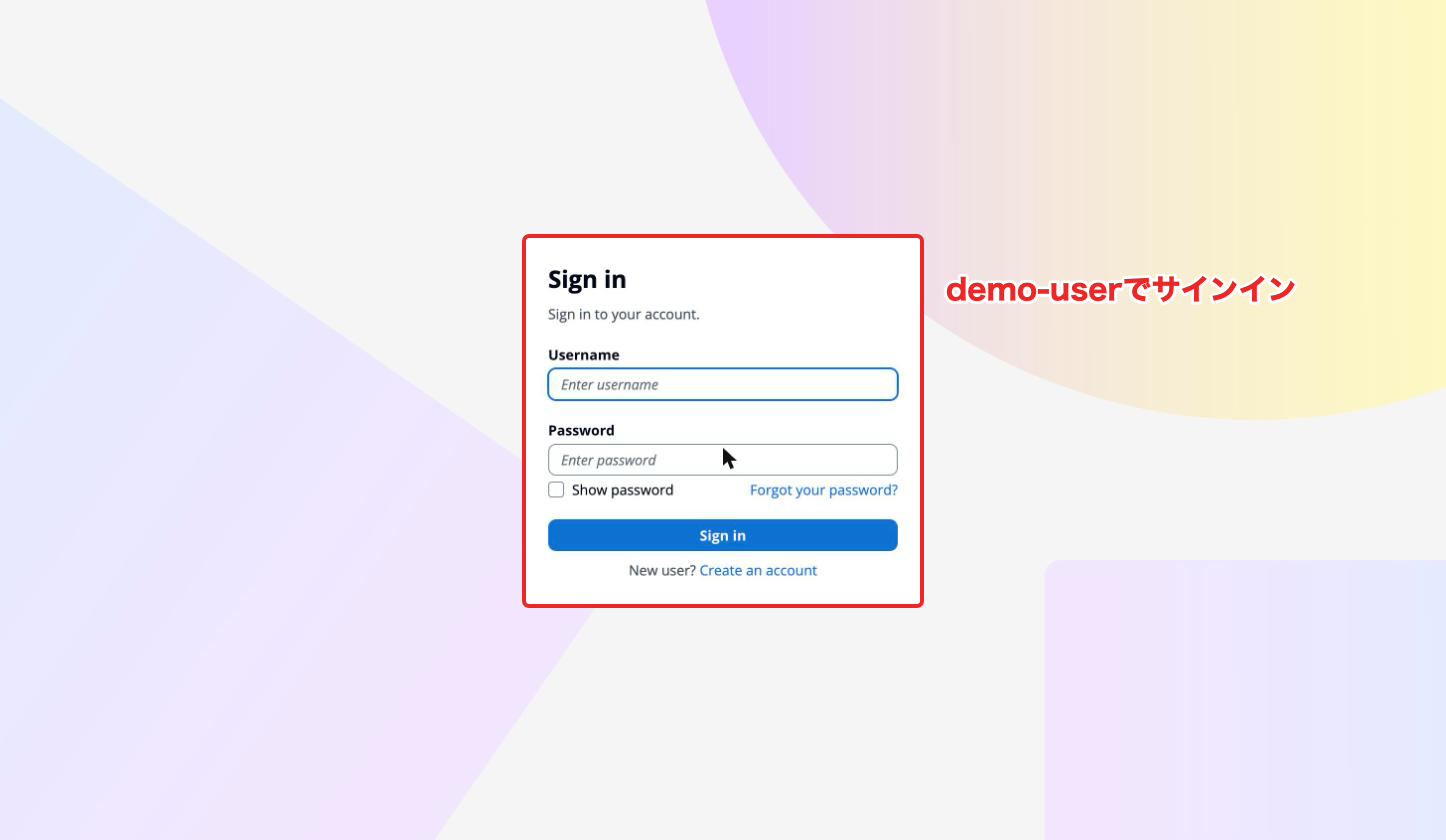 Sign in
demo-userでサインイン
Sign in to your account.
Username
Enter username
Password
Enter password
Show password
Forgot your password?
Sign in
New user? Create an account